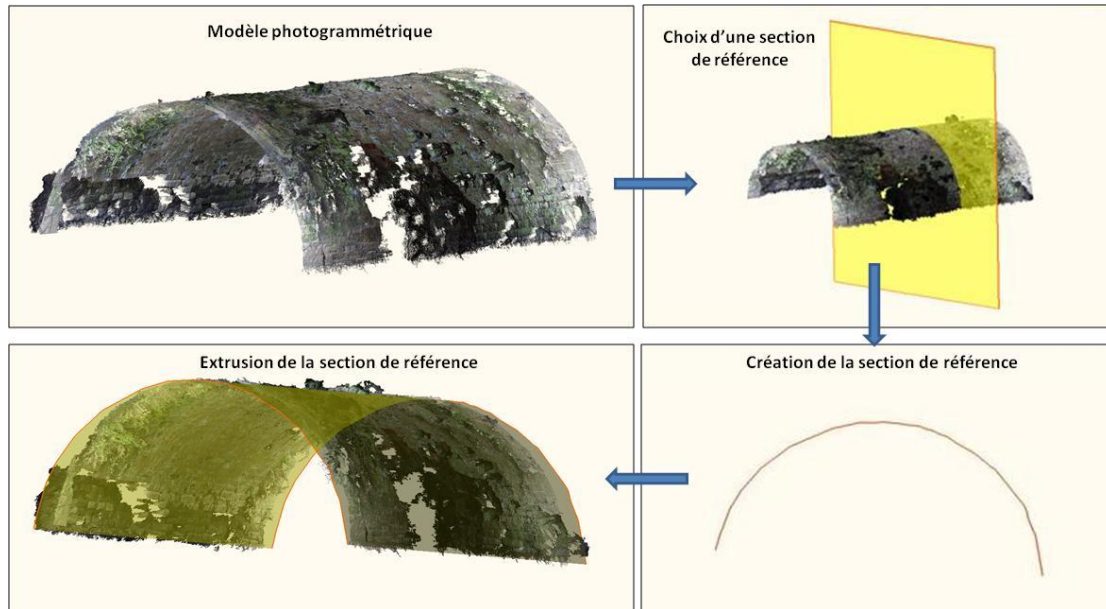 Modèle photogrammétrique
Choix d'une section
de référence
Extrusion de la section de référence
Création de la section de référence